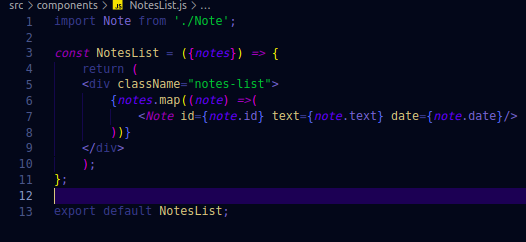 src > components > JS NotesList.js > ...
1 import Note from './Note';
2
3 const NotesList = ({notes}) => {
4 return (
5 <div className="notes-list">
6 {notes.map((note) =>(
7 <Note id={note.id} text={note.text} date={note.date}/>
8 ))}
9 </div>
10 );
11 };
12
13 export default NotesList;